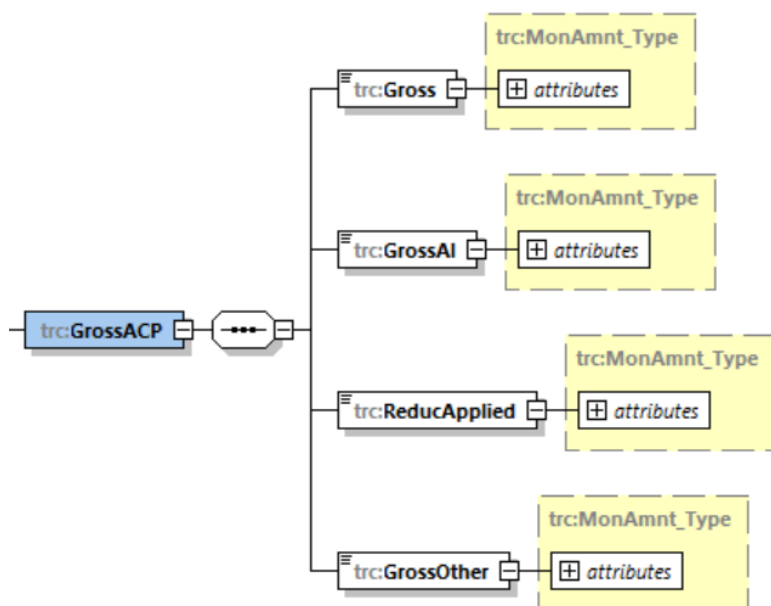 trc:MonAmnt_Type
trc:Gross
attributes
trc:MonAmnt_Type
trc:GrossAI
attributes
trc:GrossACP
trc:MonAmnt_Type
trc:ReducApplied
attributes
trc:MonAmnt_Type
trc:GrossOther
attributes